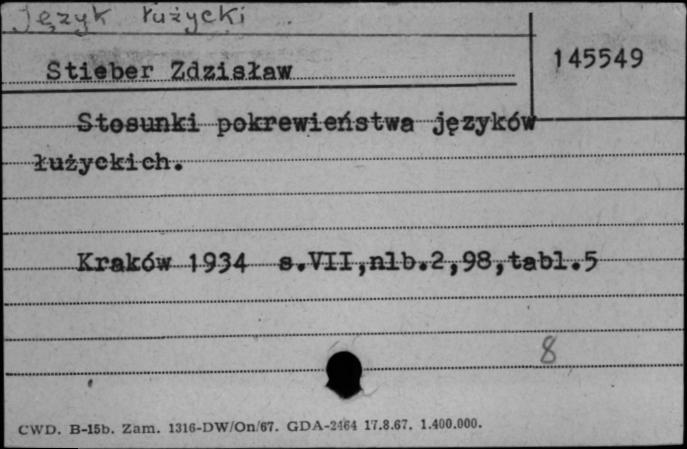 Język łużycki
Stieber Zdzisław
145549
Stosunki pokrewieństwa języków
łużyckich.
Kraków 1934 s.VII,nlb.2,98,tabl.5
8
CWD. B-15b. Zam. 1316-DW/On/67. GDA-2464 17.8.67. 1.400.000.